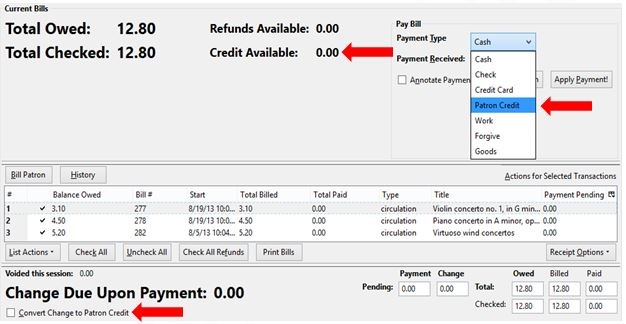 Current Bills
Total Owed: 12.80 Refunds Available: 0.00
Total Checked: 12.80 Credit Available: 0.00
Pay Bill
Payment Type Cash
Payment Received:
Annotate Paymen Apply Payment!
Cash
Check
Credit Card
Patron Credit
Work
Forgive
Goods
Bill Patron History Actions for Selected Transactions
# Balance Owed Bill # Start Total Billed Total Paid Type Title Payment Pending
1 ✓ 3.10 277 8/19/13 10:0... 3.10 0.00 circulation Violin concerto no. 1, in G min... 0.00
2 ✓ 4.50 278 8/19/13 10:0... 4.50 0.00 circulation Piano concerto in A minor, op... 0.00
3 ✓ 5.20 282 8/5/13 10:04... 5.20 0.00 circulation Virtuoso wind concertos 0.00
List Actions Check All Uncheck All Check All Refunds Print Bills Receipt Options
Voided this session: 0.00
Change Due Upon Payment: 0.00
Convert Change to Patron Credit
Payment Change Owed Billed Paid
Pending: 0.00 0.00 Total: 12.80 12.80 0.00
Checked: 12.80 12.80 0.00